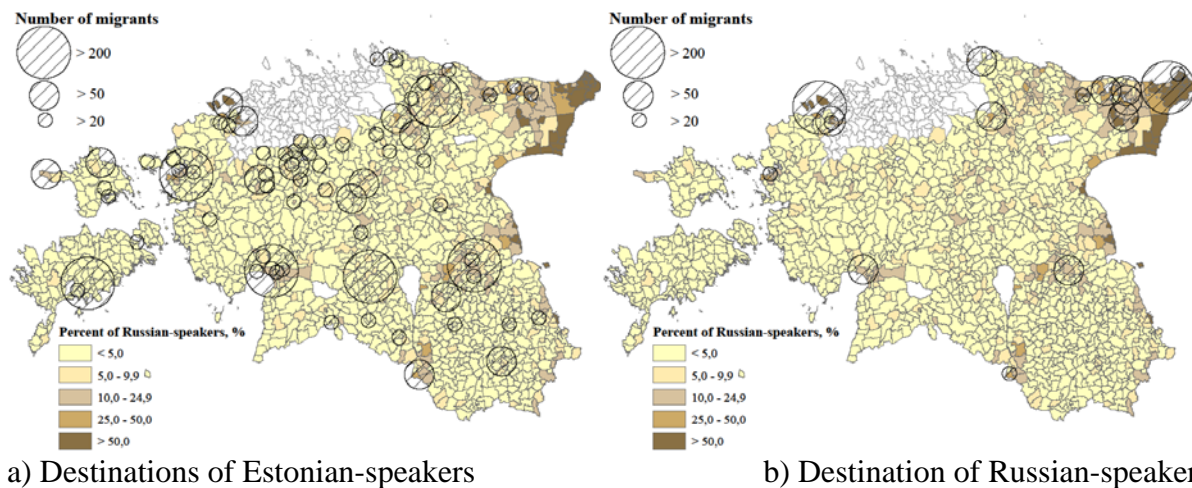 Number of migrants
> 200
> 50
> 20
Percent of Russian-speakers, %
< 5,0
5,0 - 9,9
10,0 - 24,9
25,0 - 50,0
> 50,0
a) Destinations of Estonian-speakers
Number of migrants
> 200
> 50
> 20
Percent of Russian-speakers, %
< 5,0
5,0 - 9,9
10,0 - 24,9
25,0 - 50,0
> 50,0
b) Destination of Russian-speaker